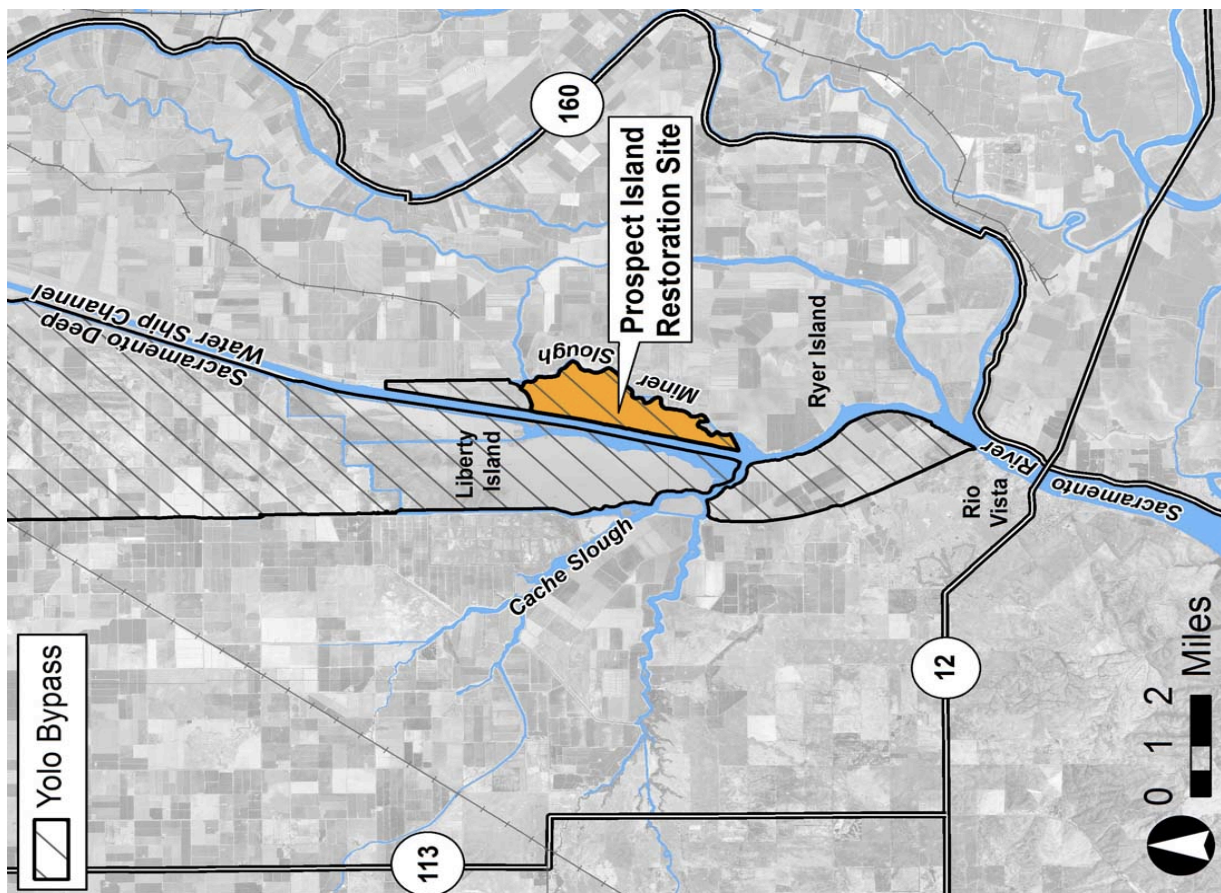 Yolo Bypass
160
Prospect Island
Restoration Site
Sacramento Deep
Water Ship Channel
Miner
Slough
Liberty
Island
Ryer Island
Cache Slough
Rio
Vista
Sacramento
River
12
113
0 1 2
Miles